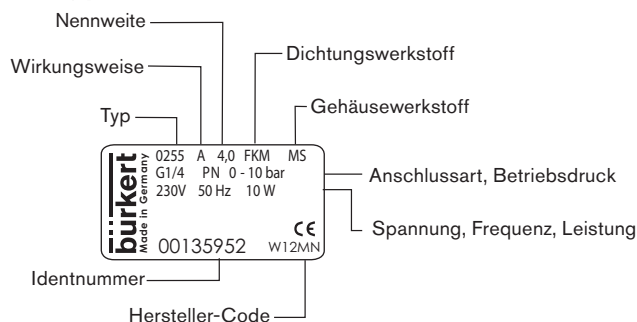 Nennweite
Wirkungsweise
Dichtungswerkstoff
Typ
Gehäusewerkstoff
bürkert
Made in Germany
0255 A 4,0 FKM MS
G1/4 PN 0 - 10 bar
230V 50 Hz 10 W
CE
00135952 W12MN
Anschlussart, Betriebsdruck
Spannung, Frequenz, Leistung
Identnummer
Hersteller-Code